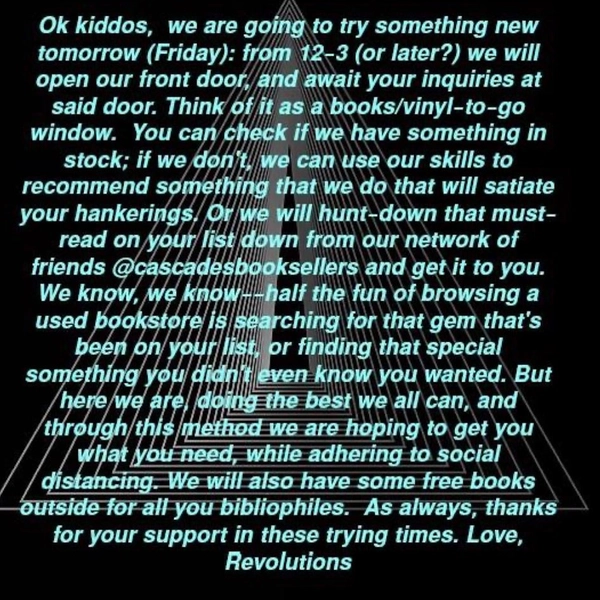 Ok kiddos,  we are going to try something new
tomorrow (Friday): from 12-3 (or later?) we will
open our front door, and await your inquiries at
said door. Think of it as a books/vinyl-to-go
window.  You can check if we have something in
stock; if we don't, we can use our skills to
recommend something that we do that will satiate
your hankerings. Or we will hunt-down that must-
read on your list down from our network of
friends @cascadesbooksellers and get it to you.
We know, we know--half the fun of browsing a
used bookstore is searching for that gem that's
been on your list, or finding that special
something you didn't even know you wanted. But
here we are, doing the best we all can, and
through this method we are hoping to get you
what you need, while adhering to social
distancing. We will also have some free books
outside for all you bibliophiles.  As always, thanks
for your support in these trying times. Love,
Revolutions